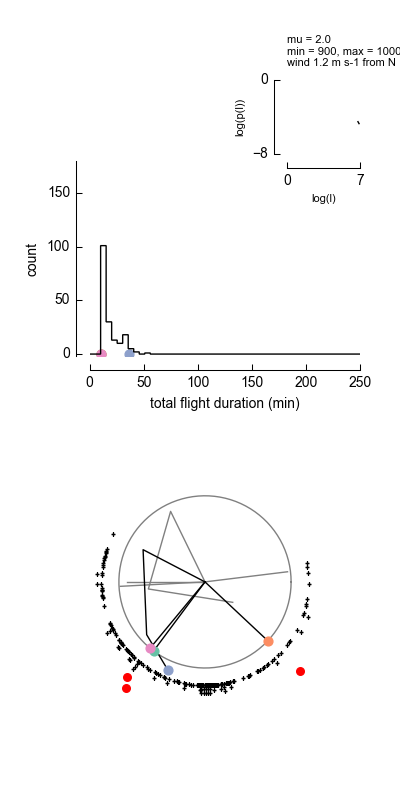 mu = 2.0
min = 900, max = 1000
wind 1.2 m s-1 from N
0
log(p(l))
−8
0 7
log(l)
150
100
50
0
count
0 50 100 150 200 250
total flight duration (min)